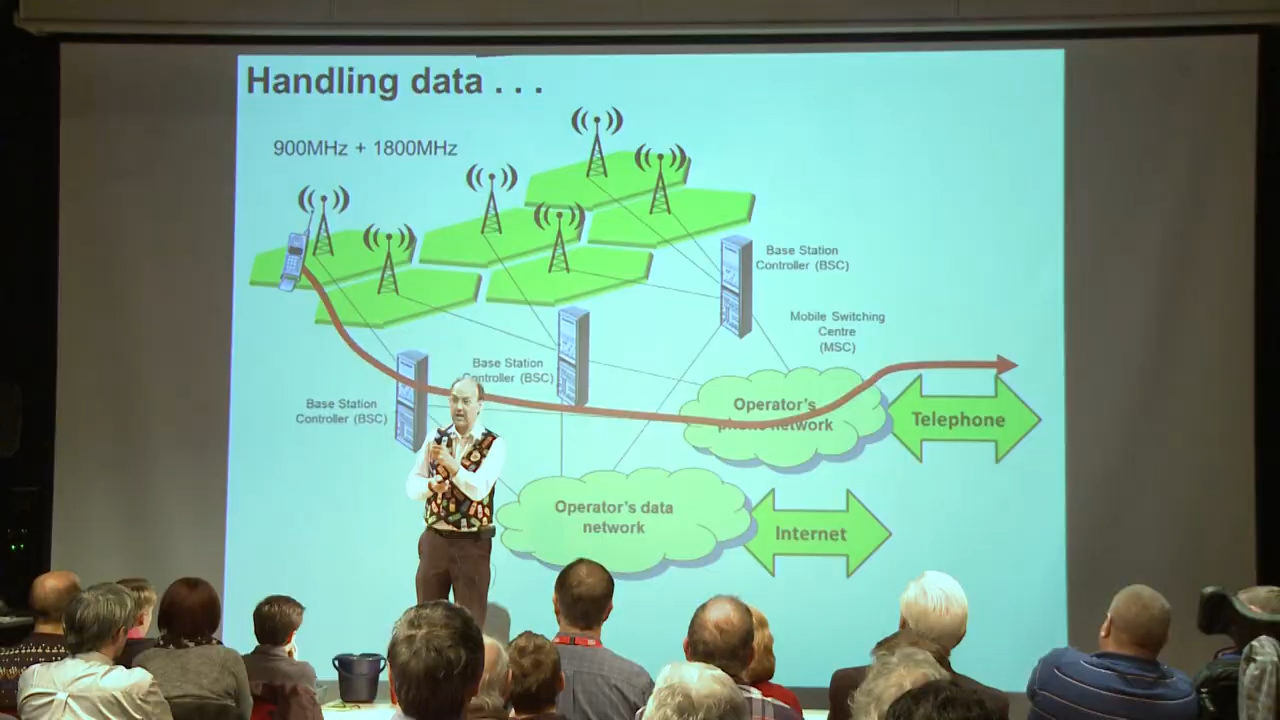 Handling data . . .
900MHz + 1800MHz
Base Station
Controller (BSC)
Mobile Switching
Centre
(MSC)
Base Station
Controller (BSC)
Base Station
Controller (BSC)
Operator's
phone network
Telephone
Operator's data
network
Internet